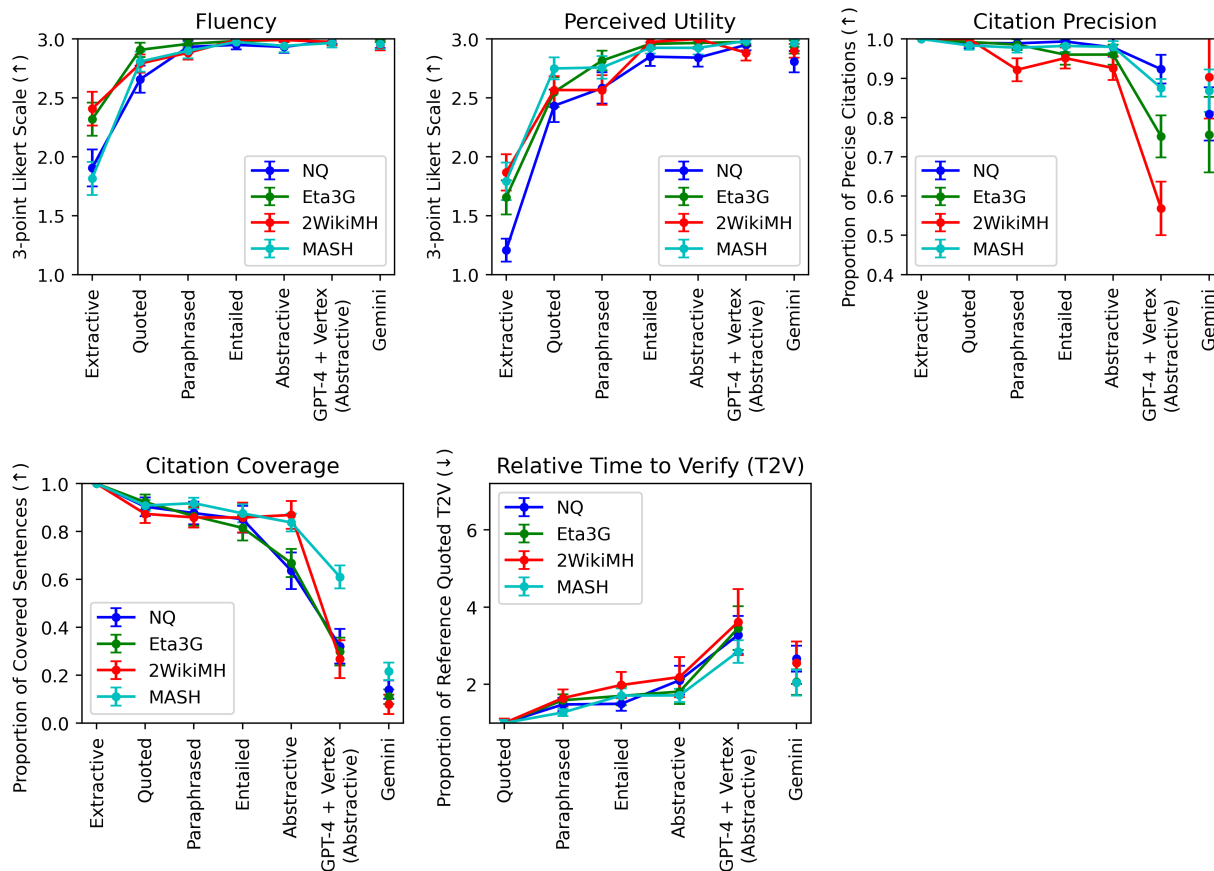 Fluency
3-point Likert Scale (↑)
3.0
2.5
2.0
1.5
1.0
NQ
Eta3G
2WikiMH
MASH
Extractive
Quoted
Paraphrased
Entailed
Abstractive
GPT-4 + Vertex
(Abstractive)
Gemini
Perceived Utility
3-point Likert Scale (↑)
3.0
2.5
2.0
1.5
1.0
NQ
Eta3G
2WikiMH
MASH
Extractive
Quoted
Paraphrased
Entailed
Abstractive
GPT-4 + Vertex
(Abstractive)
Gemini
Citation Precision
Proportion of Precise Citations (↑)
1.0
0.9
0.8
0.7
0.6
0.5
0.4
NQ
Eta3G
2WikiMH
MASH
Extractive
Quoted
Paraphrased
Entailed
Abstractive
GPT-4 + Vertex
(Abstractive)
Gemini
Citation Coverage
Proportion of Covered Sentences (↑)
1.0
0.8
0.6
0.4
0.2
0.0
NQ
Eta3G
2WikiMH
MASH
Extractive
Quoted
Paraphrased
Entailed
Abstractive
GPT-4 + Vertex
(Abstractive)
Gemini
Relative Time to Verify (T2V)
Proportion of Reference Quoted T2V (↓)
6
4
2
NQ
Eta3G
2WikiMH
MASH
Quoted
Paraphrased
Entailed
Abstractive
GPT-4 + Vertex
(Abstractive)
Gemini